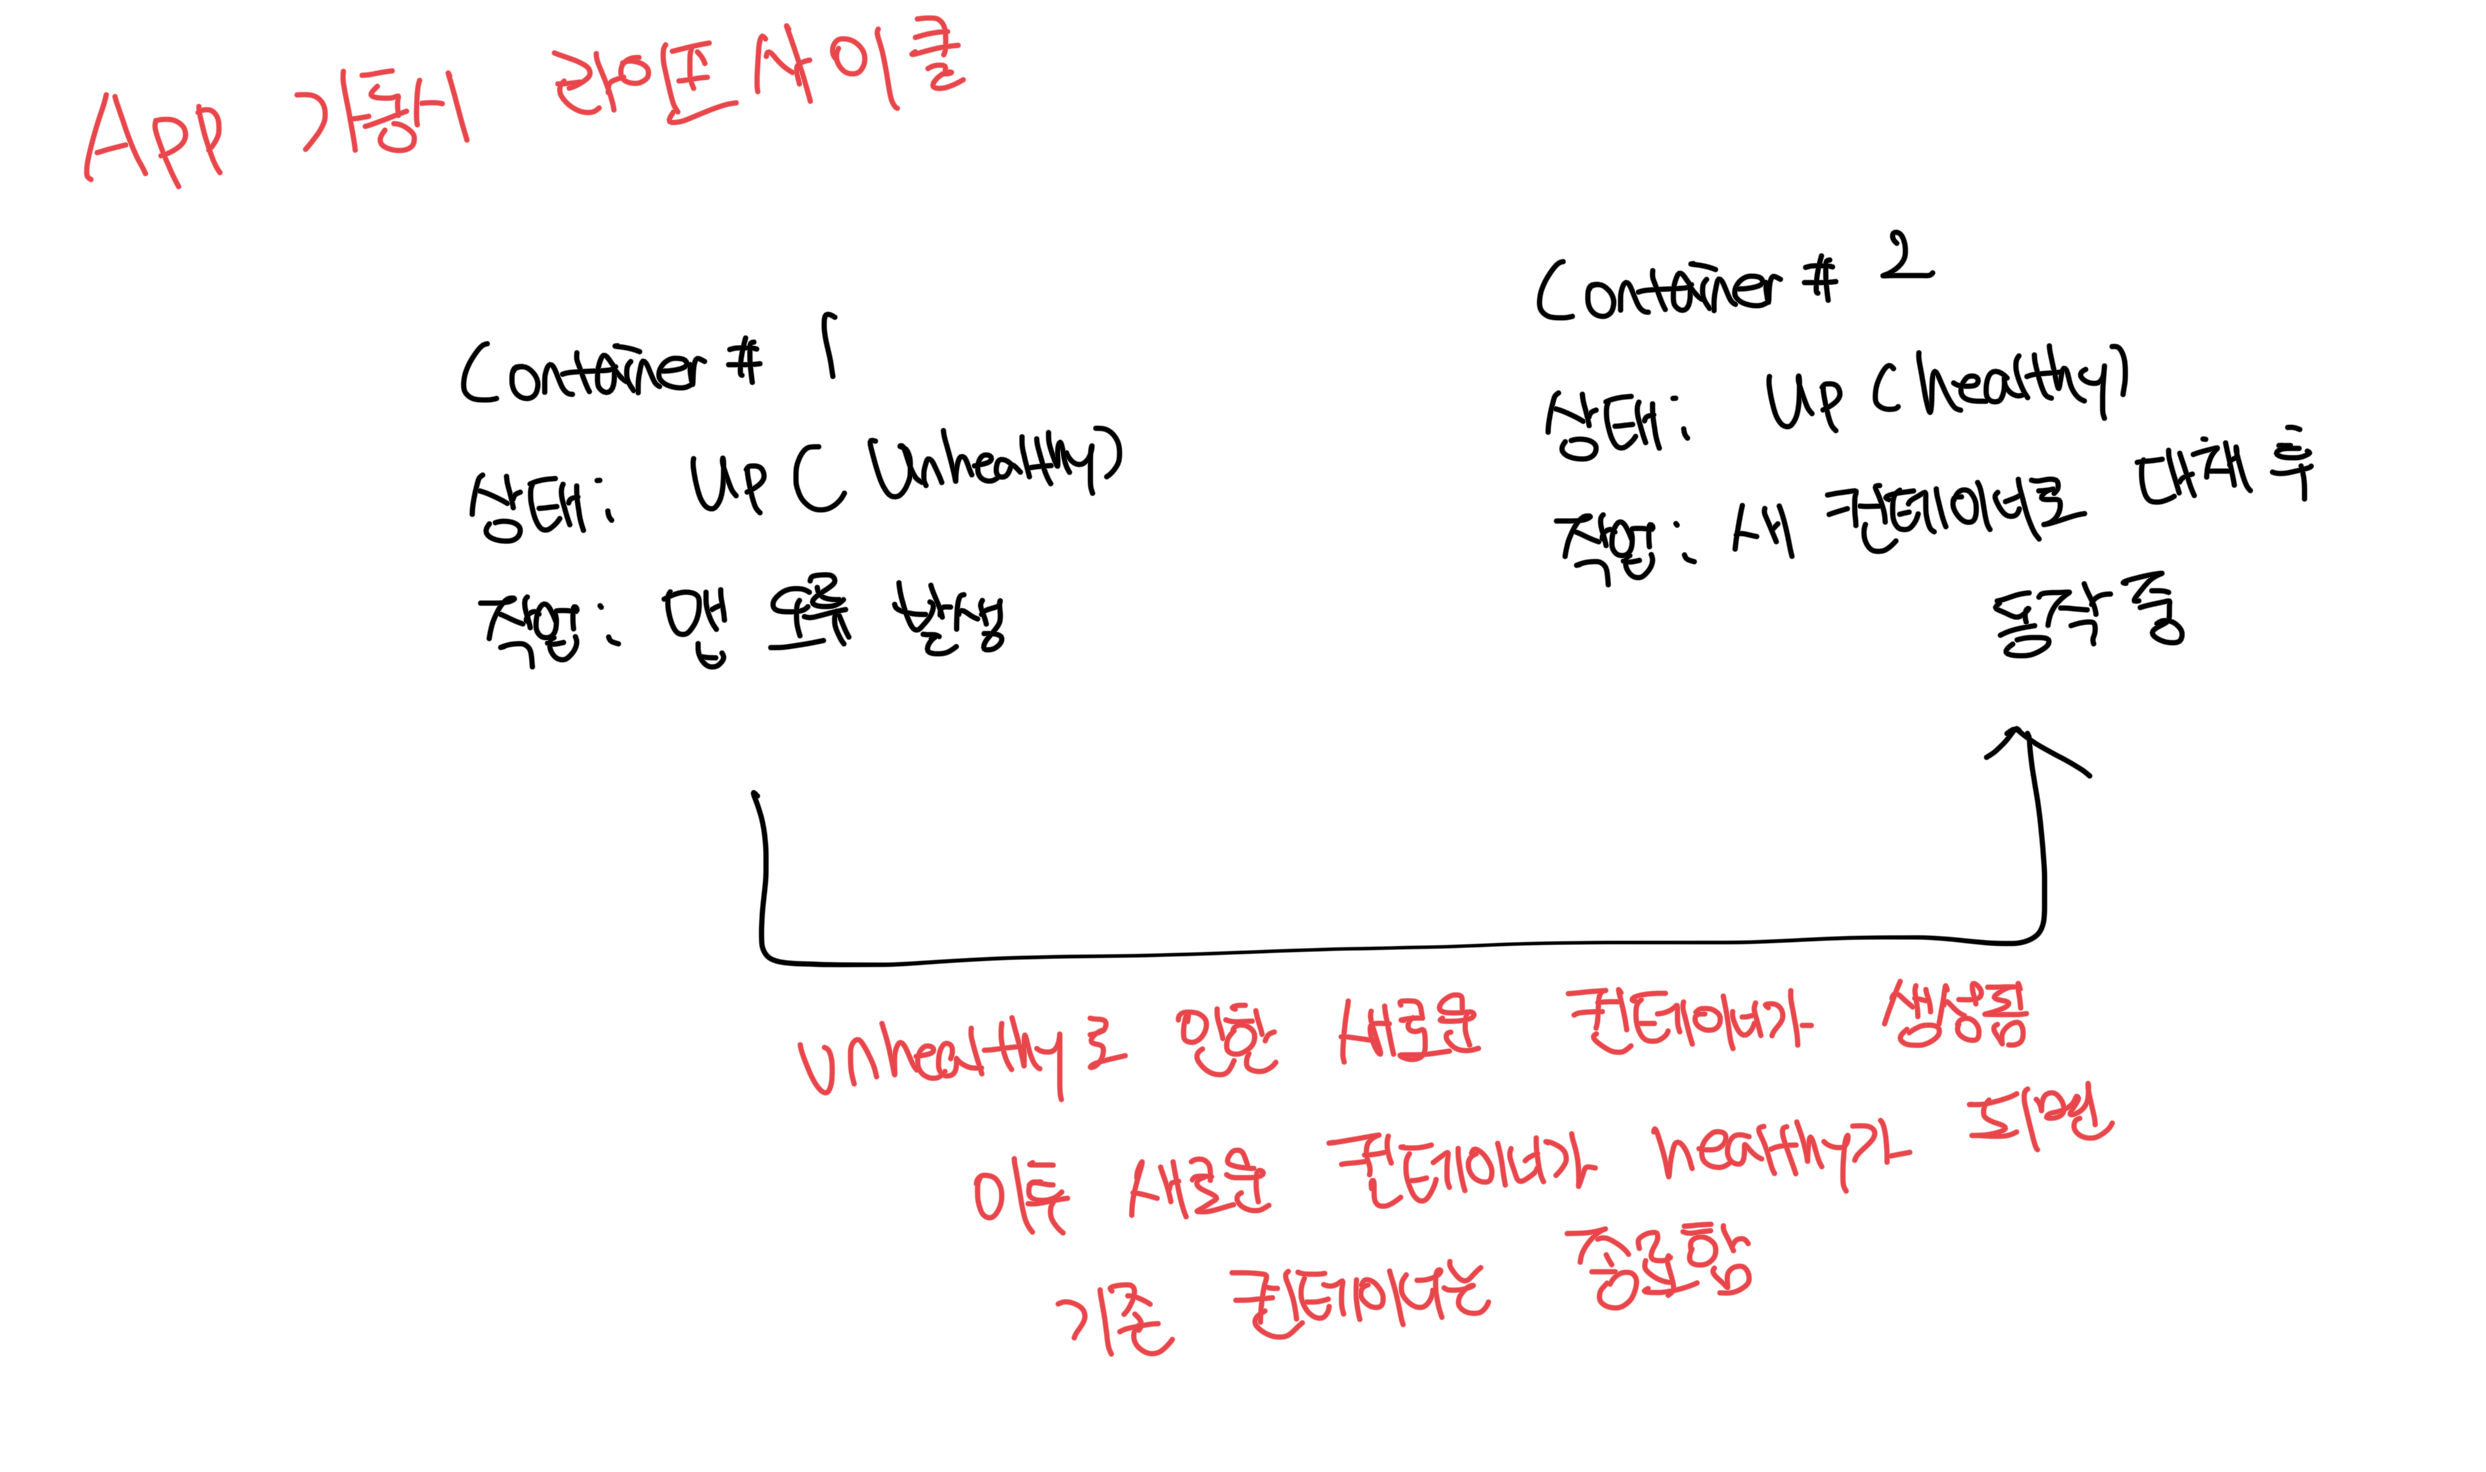 App 가동시 라이프사이클
Container # 1
상태: Up (Unhealthy)
작업: 앱 오류 발생
Container # 2
상태: Up (healthy)
작업: 새 컨테이너로 대체 후
동작중
unhealthy로 인한 새로운 컨테이너가 생성됨
이후 새로운 컨테이너가 healthy가 되면
기존 컨테이너는 종료함